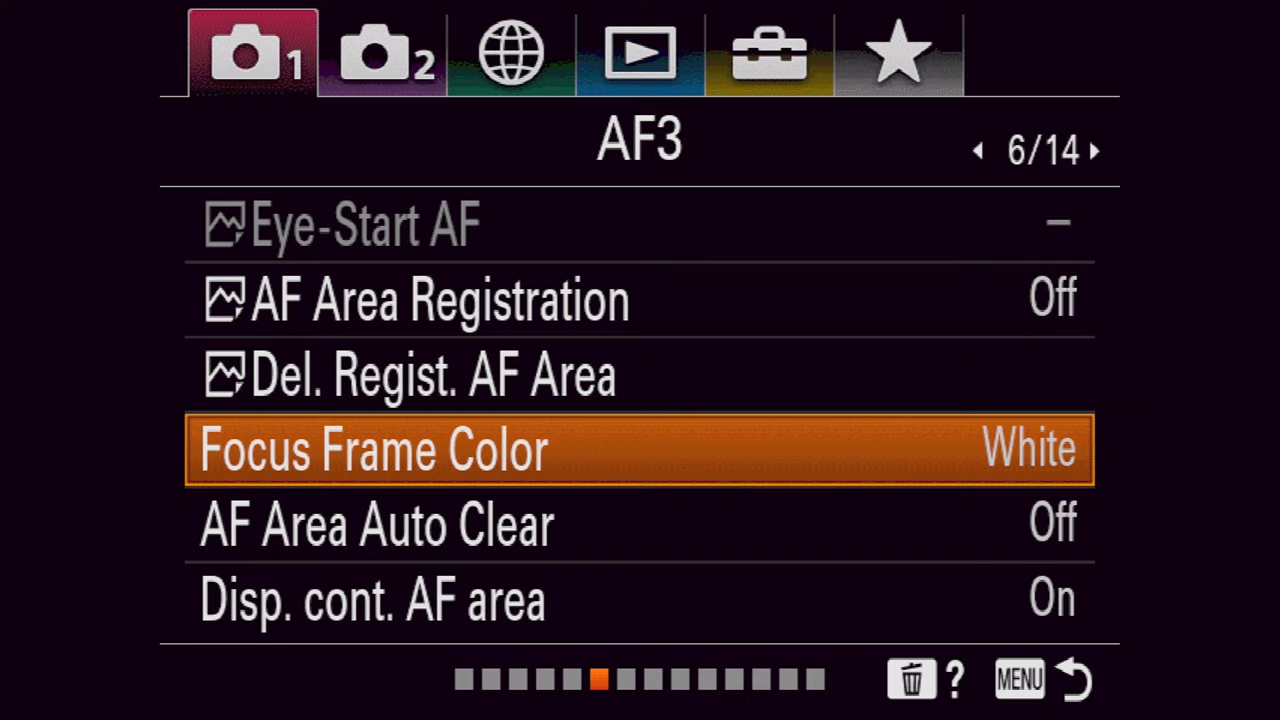 1 2
AF3
6/14
Eye-Start AF –
AF Area Registration Off
Del. Regist. AF Area
Focus Frame Color White
AF Area Auto Clear Off
Disp. cont. AF area On
? MENU